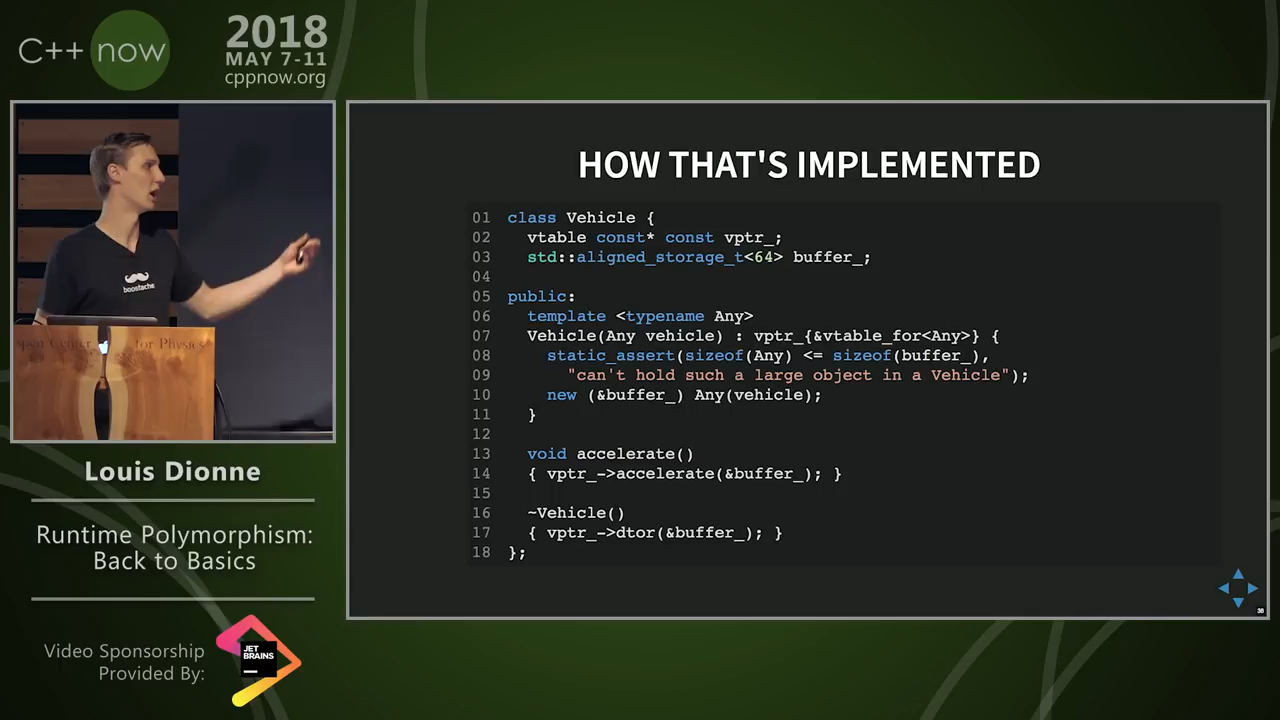 C++ now
2018
MAY 7-11
cppnow.org
boostache
Center for Physics
Louis Dionne
Runtime Polymorphism:
Back to Basics
Video Sponsorship
Provided By:
JET
BRAINS
HOW THAT'S IMPLEMENTED
01 class Vehicle {
02 vtable const* const vptr_;
03 std::aligned_storage_t<64> buffer_;
04
05 public:
06 template <typename Any>
07 Vehicle(Any vehicle) : vptr_{&vtable_for<Any>} {
08 static_assert(sizeof(Any) <= sizeof(buffer_),
09 "can't hold such a large object in a Vehicle");
10 new (&buffer_) Any(vehicle);
11 }
12
13 void accelerate()
14 { vptr_->accelerate(&buffer_); }
15
16 ~Vehicle()
17 { vptr_->dtor(&buffer_); }
18 };